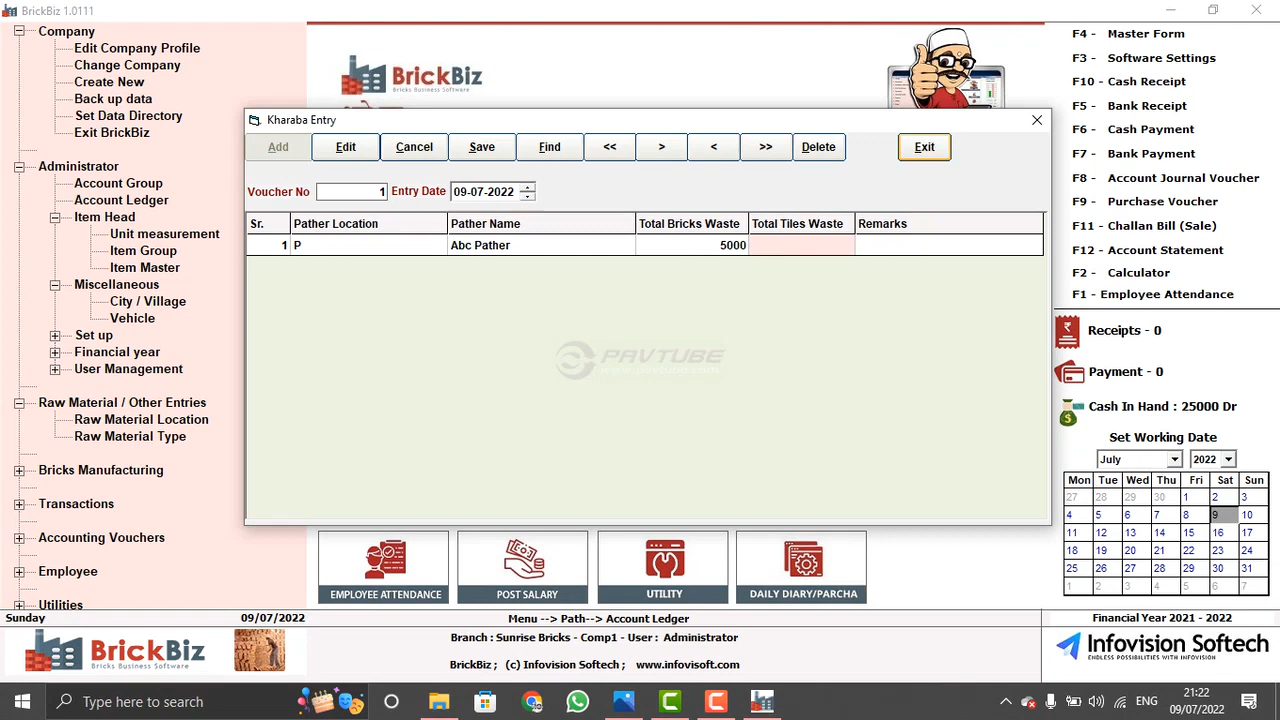 BrickBiz 1.0111
Company
Edit Company Profile
Change Company
Create New
Back up data
Set Data Directory
Exit BrickBiz
Administrator
Account Group
Account Ledger
Item Head
Unit measurement
Item Group
Item Master
Miscellaneous
City / Village
Vehicle
Set up
Financial year
User Management
Raw Material / Other Entries
Raw Material Location
Raw Material Type
Bricks Manufacturing
Transactions
Accounting Vouchers
Employee
Utilities
BrickBiz
Bricks Business Software
Kharaba Entry
Add Edit Cancel Save Find << > < >> Delete Exit
Voucher No 1 Entry Date 09-07-2022
Sr. Pather Location Pather Name Total Bricks Waste Total Tiles Waste Remarks
1 P Abc Pather 5000
PAVTUBE
EMPLOYEE ATTENDANCE POST SALARY UTILITY DAILY DIARY/PARCHA
F4 - Master Form
F3 - Software Settings
F10 - Cash Receipt
F5 - Bank Receipt
F6 - Cash Payment
F7 - Bank Payment
F8 - Account Journal Voucher
F9 - Purchase Voucher
F11 - Challan Bill (Sale)
F12 - Account Statement
F2 - Calculator
F1 - Employee Attendance
Receipts - 0
Payment - 0
Cash In Hand : 25000 Dr
Set Working Date
July 2022
Mon Tue Wed Thu Fri Sat Sun
27 28 29 30 1 2 3
4 5 6 7 8 9 10
11 12 13 14 15 16 17
18 19 20 21 22 23 24
25 26 27 28 29 30 31
1 2 3 4 5 6 7
Sunday 09/07/2022 Menu --> Path--> Account Ledger Financial Year 2021 - 2022
BrickBiz
Bricks Business Software
Branch : Sunrise Bricks - Comp1 - User : Administrator
BrickBiz ; (c) Infovision Softech ; www.infovisoft.com
Infovision Softech
ENDLESS POSSIBILITIES WITH INFOVISION
Type here to search
ENG
21:22
09/07/2022